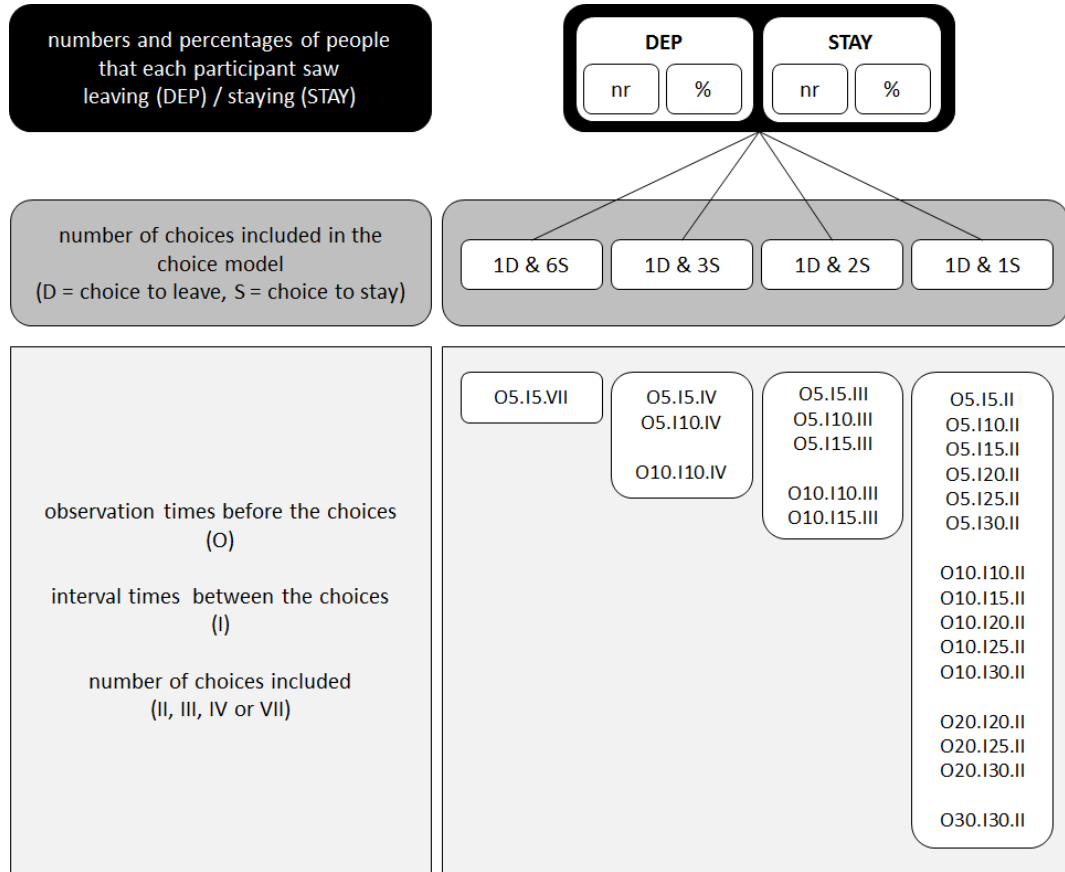 numbers and percentages of people
that each participant saw
leaving (DEP) / staying (STAY)
DEP
STAY
nr
%
nr
%
number of choices included in the
choice model
(D = choice to leave, S = choice to stay)
1D & 6S
1D & 3S
1D & 2S
1D & 1S
observation times before the choices
(O)
interval times between the choices
(I)
number of choices included
(II, III, IV or VII)
O5.I5.VII
O5.I5.IV
O5.I10.IV
O10.I10.IV
O5.I5.III
O5.I10.III
O5.I15.III
O10.I10.III
O10.I15.III
O5.I5.II
O5.I10.II
O5.I15.II
O5.I20.II
O5.I25.II
O5.I30.II
O10.I10.II
O10.I15.II
O10.I20.II
O10.I25.II
O10.I30.II
O20.I20.II
O20.I25.II
O20.I30.II
O30.I30.II